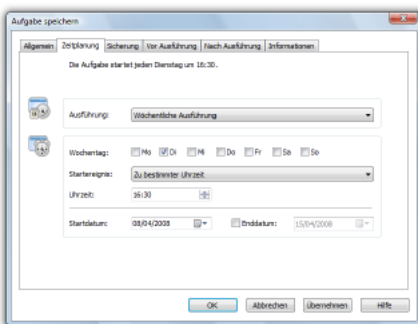 Aufgabe speichern
Allgemein Zeitplanung Sicherung Vor Ausführung Nach Ausführung Informationen
Die Aufgabe startet jeden Dienstag um 16:30.
Ausführung: Wöchentliche Ausführung
Wochentag: Mo Di Mi Do Fr Sa So
Startereignis: Zu bestimmter Uhrzeit
Uhrzeit: 16:30
Startdatum: 08/04/2008 Enddatum: 15/04/2008
OK Abbrechen Übernehmen Hilfe